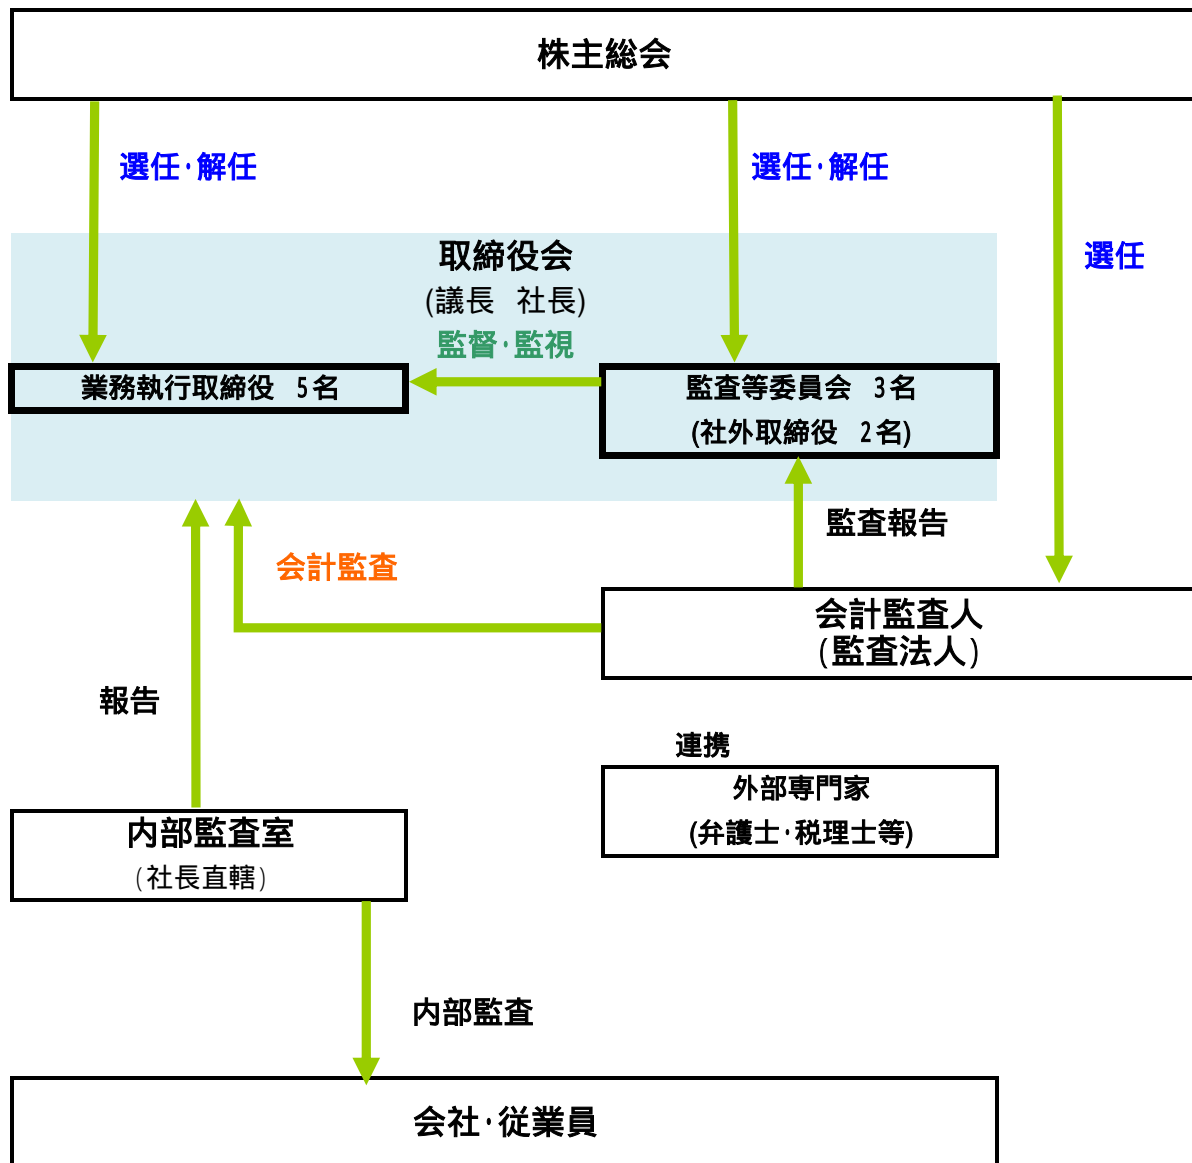 株主総会
選任・解任
選任・解任
選任
取締役会
(議長 社長)
監督・監視
業務執行取締役 5名
監査等委員会 3名
(社外取締役 2名)
監査報告
会計監査
会計監査人
(監査法人)
報告
連携
外部専門家
(弁護士・税理士等)
内部監査室
(社長直轄)
内部監査
会社・従業員